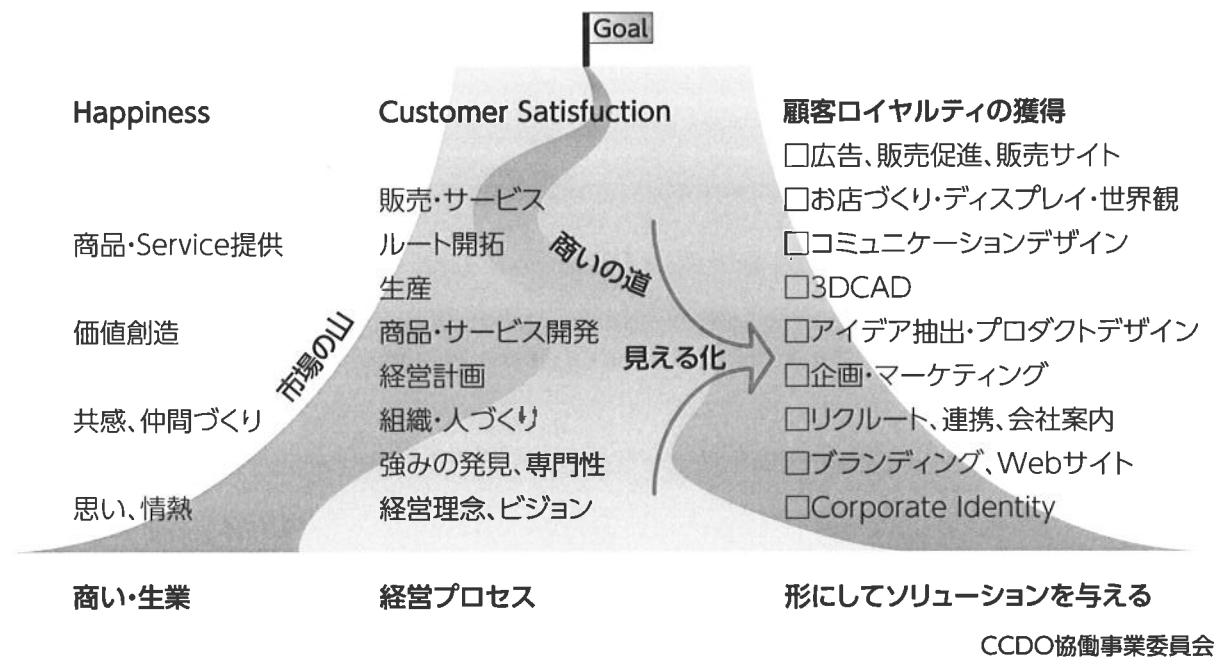 Goal
Happiness
Customer Satisfuction
顧客ロイヤルティの獲得
□広告、販売促進、販売サイト
販売・サービス
□お店づくり・ディスプレイ・世界観
商品・Service提供
ルート開拓
商いの道
□コミュニケーションデザイン
生産
□3DCAD
価値創造
市場の山
商品・サービス開発
見える化
□アイデア抽出・プロダクトデザイン
経営計画
□企画・マーケティング
共感、仲間づくり
組織・人づくり
□リクルート、連携、会社案内
強みの発見、専門性
□ブランディング、Webサイト
思い、情熱
経営理念、ビジョン
□Corporate Identity
商い・生業
経営プロセス
形にしてソリューションを与える
CCDO協働事業委員会